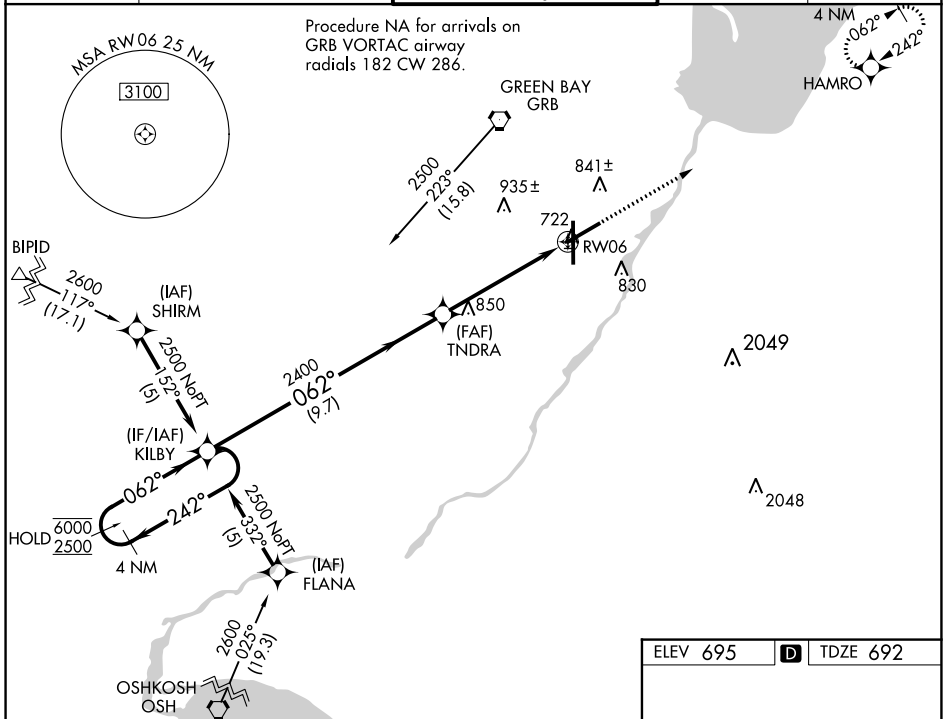 Procedure NA for arrivals on
GRB VORTAC airway
radials 182 CW 286.
MSA RW06 25 NM
3100
4 NM
062°
242°
HAMRO
GREEN BAY
GRB
2500
223°
(15.8)
935±
841±
722
RW06
830
BIPID
2600
117°
(17.1)
(IAF)
SHIRM
2500 NoPT
152°
(5)
850
(FAF)
TNDRA
2400
062°
(9.7)
2049
(IF/IAF)
KILBY
062°
242°
HOLD
6000
2500
4 NM
2500 NoPT
332°
(5)
(IAF)
FLANA
2048
2600
025°
(19.3)
OSHKOSH
OSH
ELEV 695
D
TDZE 692